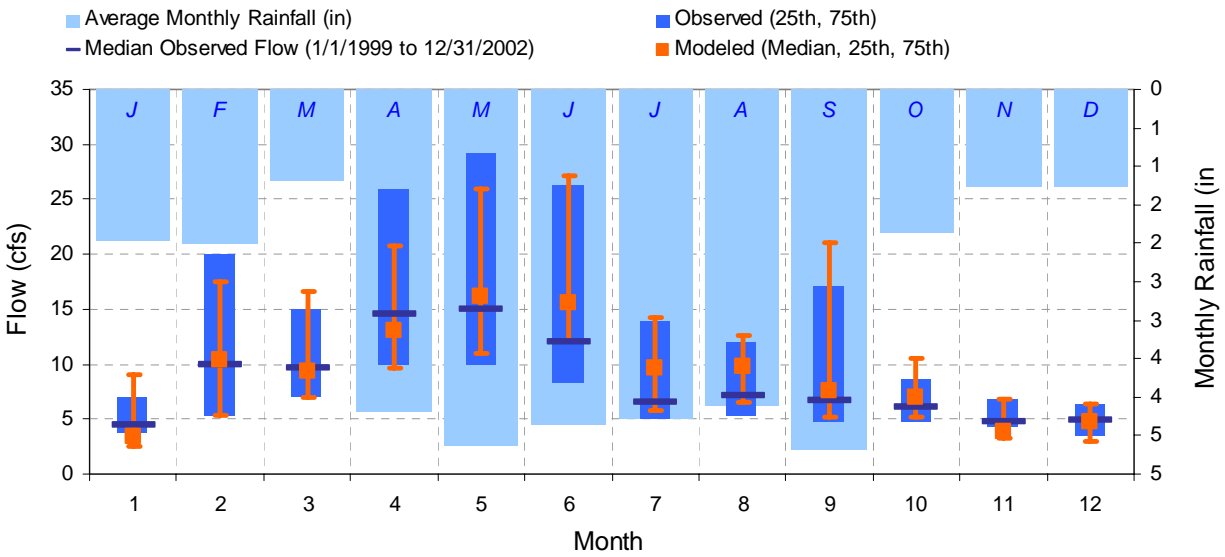 Average Monthly Rainfall (in)
Observed (25th, 75th)
Median Observed Flow (1/1/1999 to 12/31/2002)
Modeled (Median, 25th, 75th)
J F M A M J J A S O N D
35
30
25
20
15
10
5
0
Flow (cfs)
0
1
1
2
2
3
3
4
4
5
5
Monthly Rainfall (in
1 2 3 4 5 6 7 8 9 10 11 12
Month